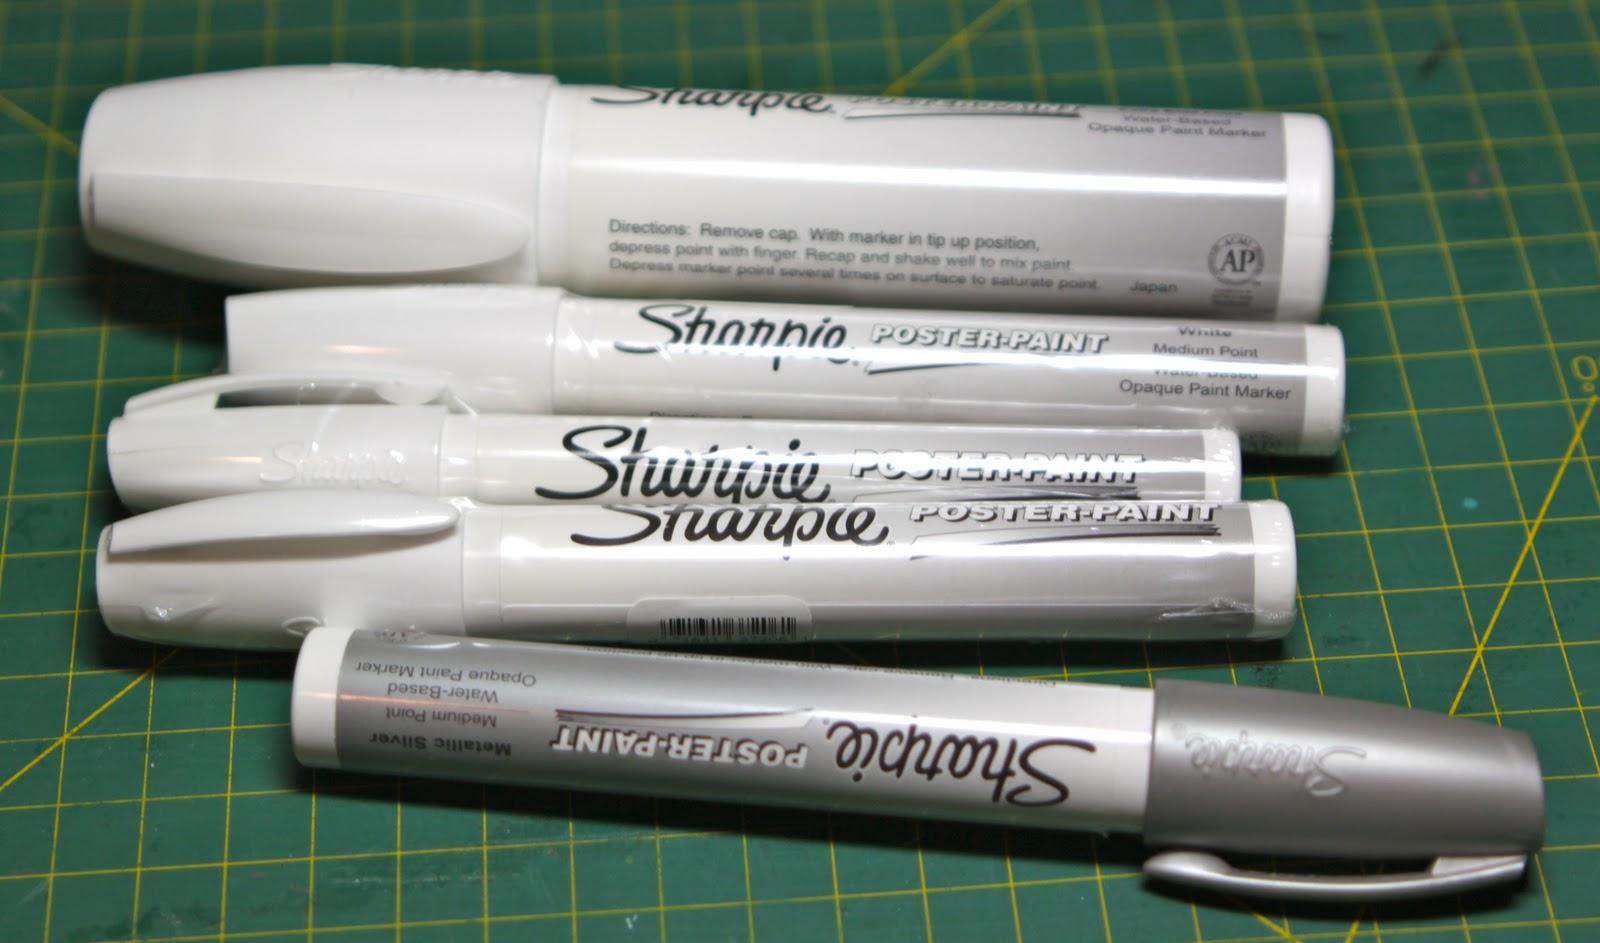 Sharpie. POSTER-PAINT
Water-Based
Opaque Paint Marker
Directions: Remove cap. With marker in tip up position,
depress point with finger. Recap and shake well to mix paint.
Depress marker point several times on surface to saturate point.
Japan
ACMI
AP
Sharpie. POSTER-PAINT
White
Medium Point
Water-Based
Opaque Paint Marker
Sharpie
Sharpie POSTER-PAINT
Sharpie. POSTER-PAINT
Metallic Silver
Medium Point
Water-Based
Opaque Paint Marker
Sharpie. POSTER-PAINT
Sharpie®